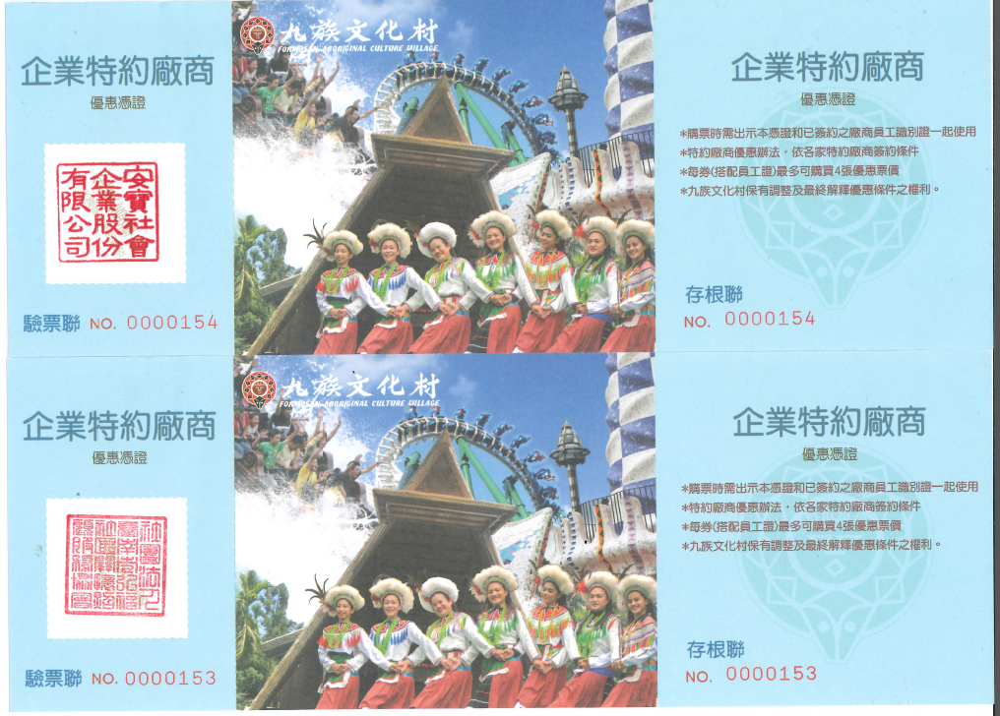 企業特約廠商
優惠憑證
安寶社會
企業股份
有限公司
驗票聯 NO. 0000154
九族文化村
FORMOSAN ABORIGINAL CULTURE VILLAGE
企業特約廠商
優惠憑證
*購票時需出示本憑證和已簽約之廠商員工識別證一起使用
*特約廠商優惠辦法，依各家特約廠商簽約條件
*每券(搭配員工證)最多可購買4張優惠票價
*九族文化村保有調整及最終解釋優惠條件之權利。
存根聯
NO. 0000154
企業特約廠商
優惠憑證
驗票聯 NO. 0000153
九族文化村
FORMOSAN ABORIGINAL CULTURE VILLAGE
企業特約廠商
優惠憑證
*購票時需出示本憑證和已簽約之廠商員工識別證一起使用
*特約廠商優惠辦法，依各家特約廠商簽約條件
*每券(搭配員工證)最多可購買4張優惠票價
*九族文化村保有調整及最終解釋優惠條件之權利。
存根聯
NO. 0000153